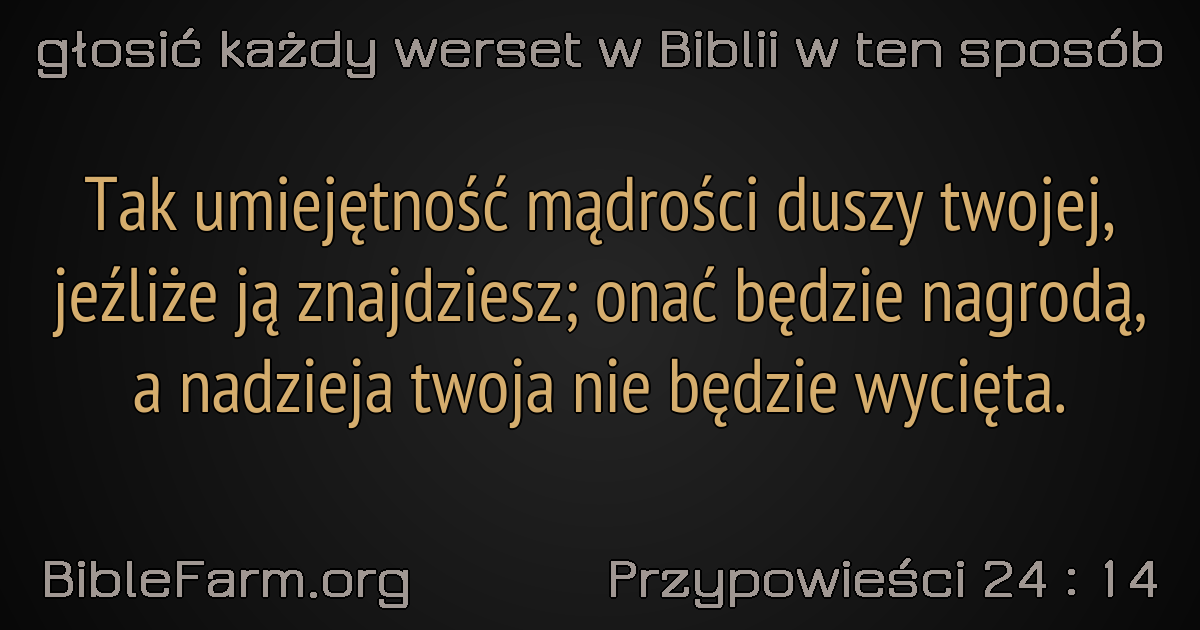 głosić każdy werset w Biblii w ten sposób
Tak umiejętność mądrości duszy twojej,
jeźliże ją znajdziesz; onać będzie nagrodą,
a nadzieja twoja nie będzie wycięta.
BibleFarm.org
Przypowieści 24 : 14